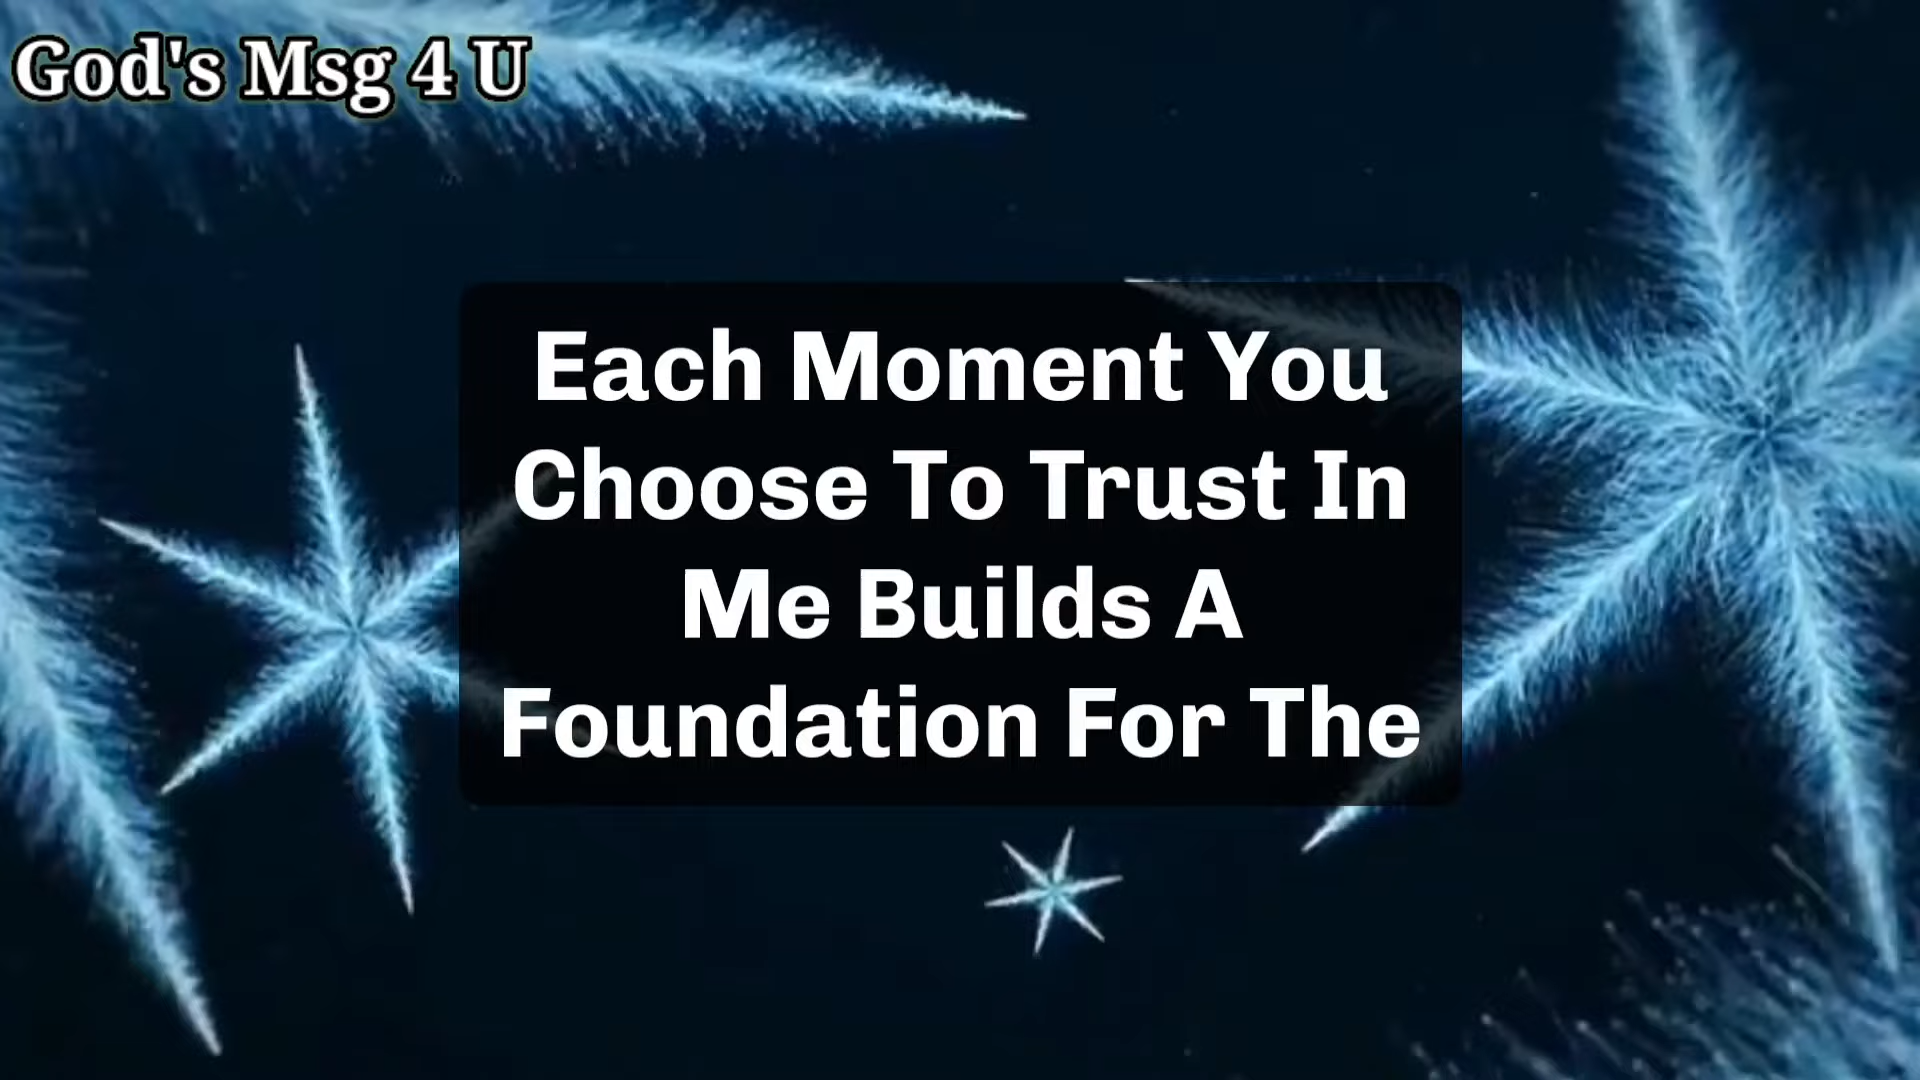 God's Msg 4 U
Each Moment You
Choose To Trust In
Me Builds A
Foundation For The